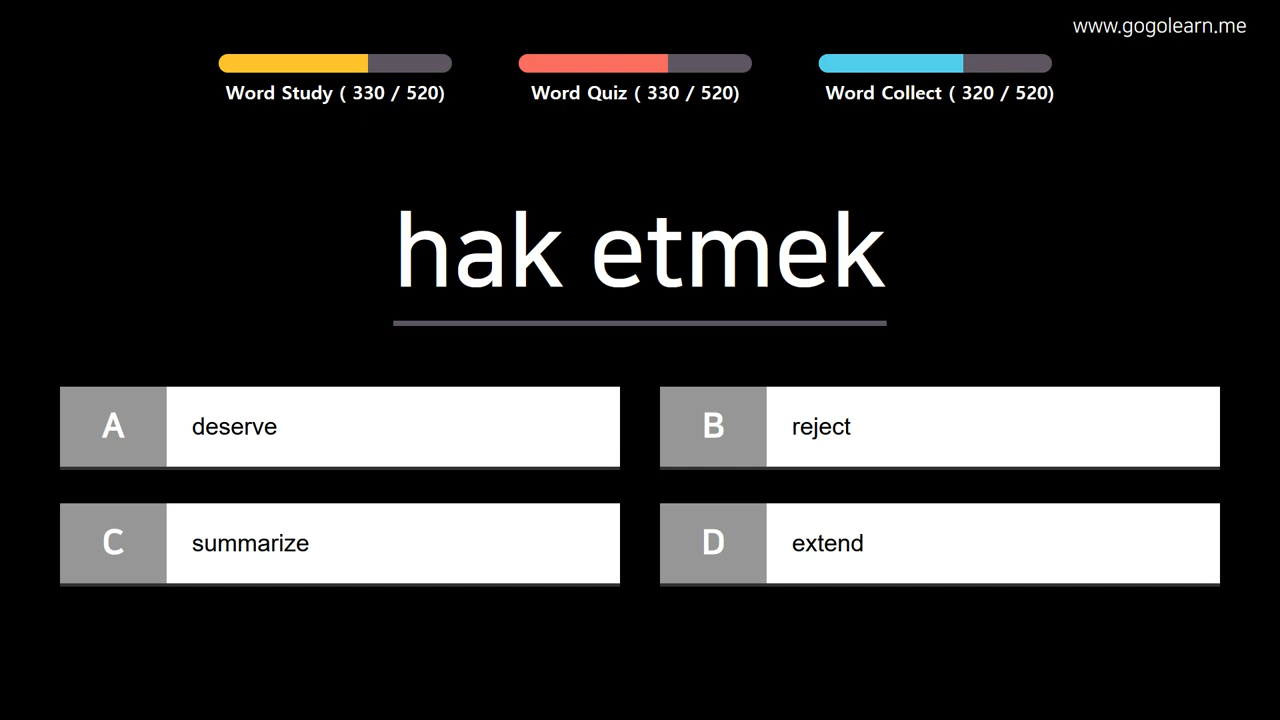 www.gogolearn.me
Word Study ( 330 / 520)
Word Quiz ( 330 / 520)
Word Collect ( 320 / 520)
hak etmek
A
deserve
B
reject
C
summarize
D
extend